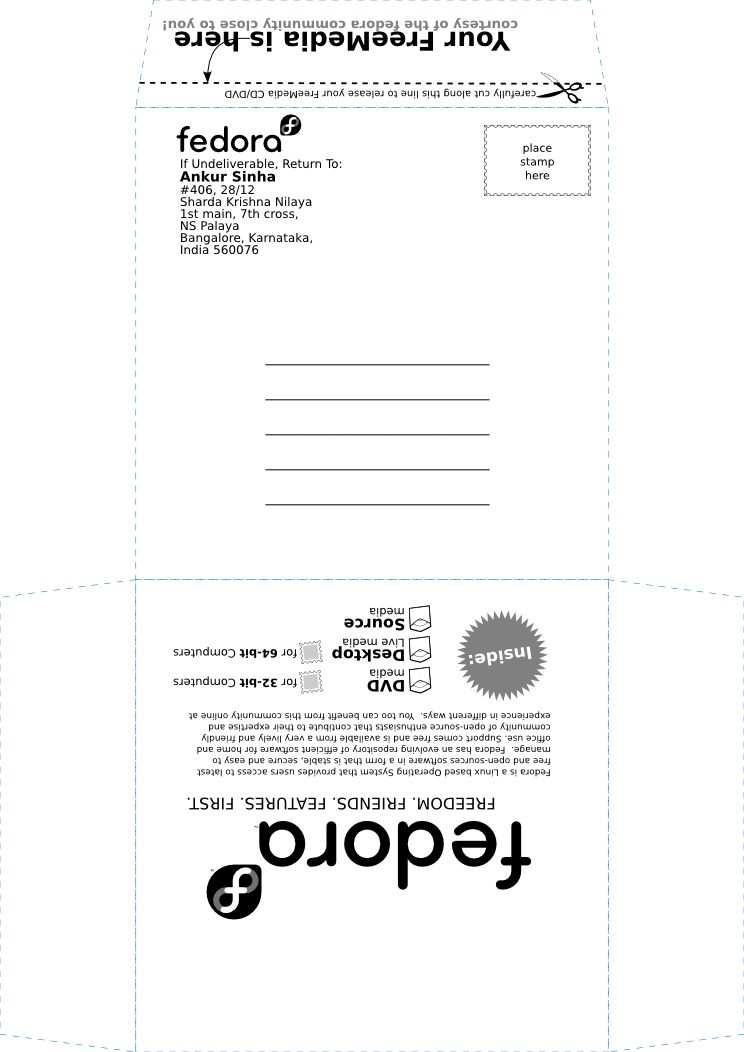 courtesy of the fedora community close to you!
Your FreeMedia is here
carefully cut along this line to release your FreeMedia CD/DVD
fedora
place
stamp
here
If Undeliverable, Return To:
Ankur Sinha
#406, 28/12
Sharda Krishna Nilaya
1st main, 7th cross,
NS Palaya
Bangalore, Karnataka,
India 560076
fedora
FREEDOM. FRIENDS. FEATURES. FIRST.
Fedora is a Linux based Operating System that provides users access to latest
free and open-sources software in a form that is stable, secure and easy to
manage. Fedora has an evolving repository of efficient software for home and
office use. Support comes free and is available from a very lively and friendly
community of open-source enthusiasts that contibute to their expertise and
experience in different ways. You too can benefit from this community online at
Inside:
DVD
media
for 32-bit Computers
Desktop
Live media
for 64-bit Computers
Source
media